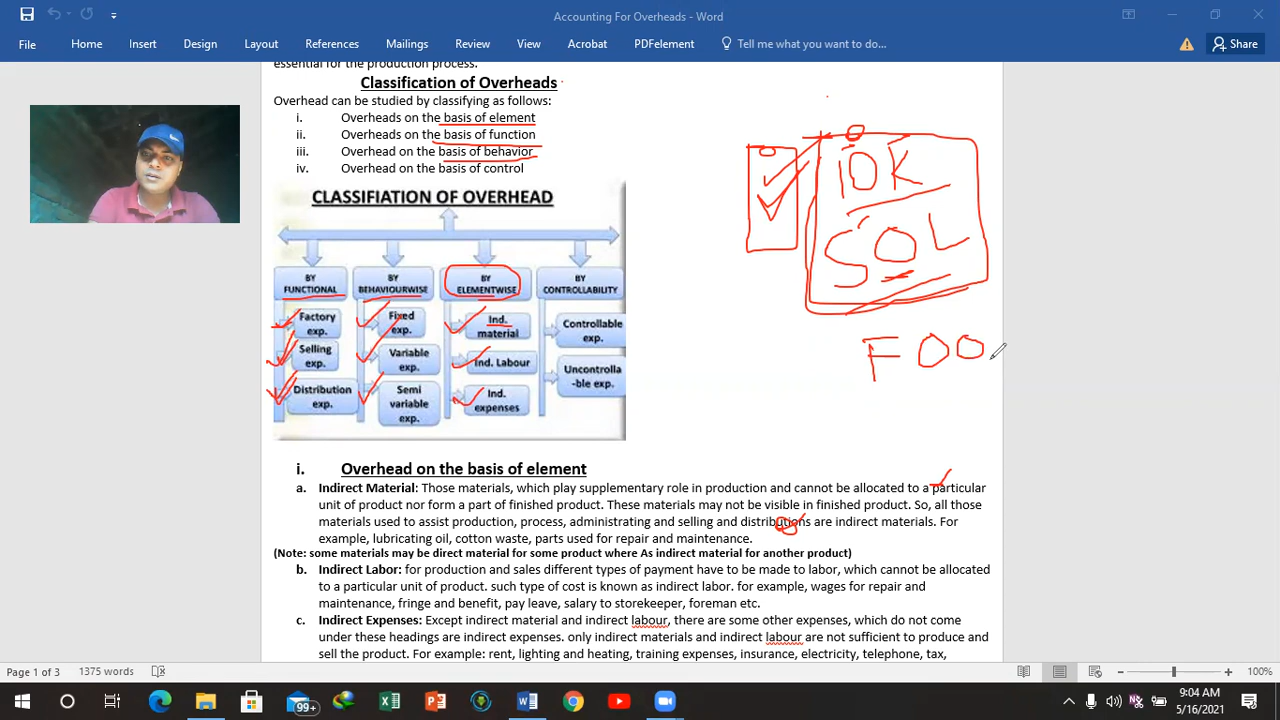 Accounting For Overheads - Word
File Home Insert Design Layout References Mailings Review View Acrobat PDFelement Tell me what you want to do... Share
essential for the production process.
Classification of Overheads
Overhead can be studied by classifying as follows:
i. Overheads on the basis of element
ii. Overheads on the basis of function
iii. Overhead on the basis of behavior
iv. Overhead on the basis of control
CLASSIFIATION OF OVERHEAD
BY FUNCTIONAL
Factory exp.
Selling exp.
Distribution exp.
BY BEHAVIOURWISE
Fixed exp.
Variable exp.
Semi variable exp.
BY ELEMENTWISE
Ind. material
Ind. Labour
Ind. expenses
BY CONTROLLABILITY
Controllable exp.
Uncontrolla -ble exp.
10K
SOL
FOO
i. Overhead on the basis of element
a. Indirect Material: Those materials, which play supplementary role in production and cannot be allocated to a particular
unit of product nor form a part of finished product. These materials may not be visible in finished product. So, all those
materials used to assist production, process, administrating and selling and distributions are indirect materials. For
example, lubricating oil, cotton waste, parts used for repair and maintenance.
(Note: some materials may be direct material for some product where As indirect material for another product)
b. Indirect Labor: for production and sales different types of payment have to be made to labor, which cannot be allocated
to a particular unit of product. such type of cost is known as indirect labor. for example, wages for repair and
maintenance, fringe and benefit, pay leave, salary to storekeeper, foreman etc.
c. Indirect Expenses: Except indirect material and indirect labour, there are some other expenses, which do not come
under these headings are indirect expenses. only indirect materials and indirect labour are not sufficient to produce and
sell the product. For example: rent, lighting and heating, training expenses, insurance, electricity, telephone, tax,
Page 1 of 3 1375 words 100%
99+
9:04 AM
5/16/2021